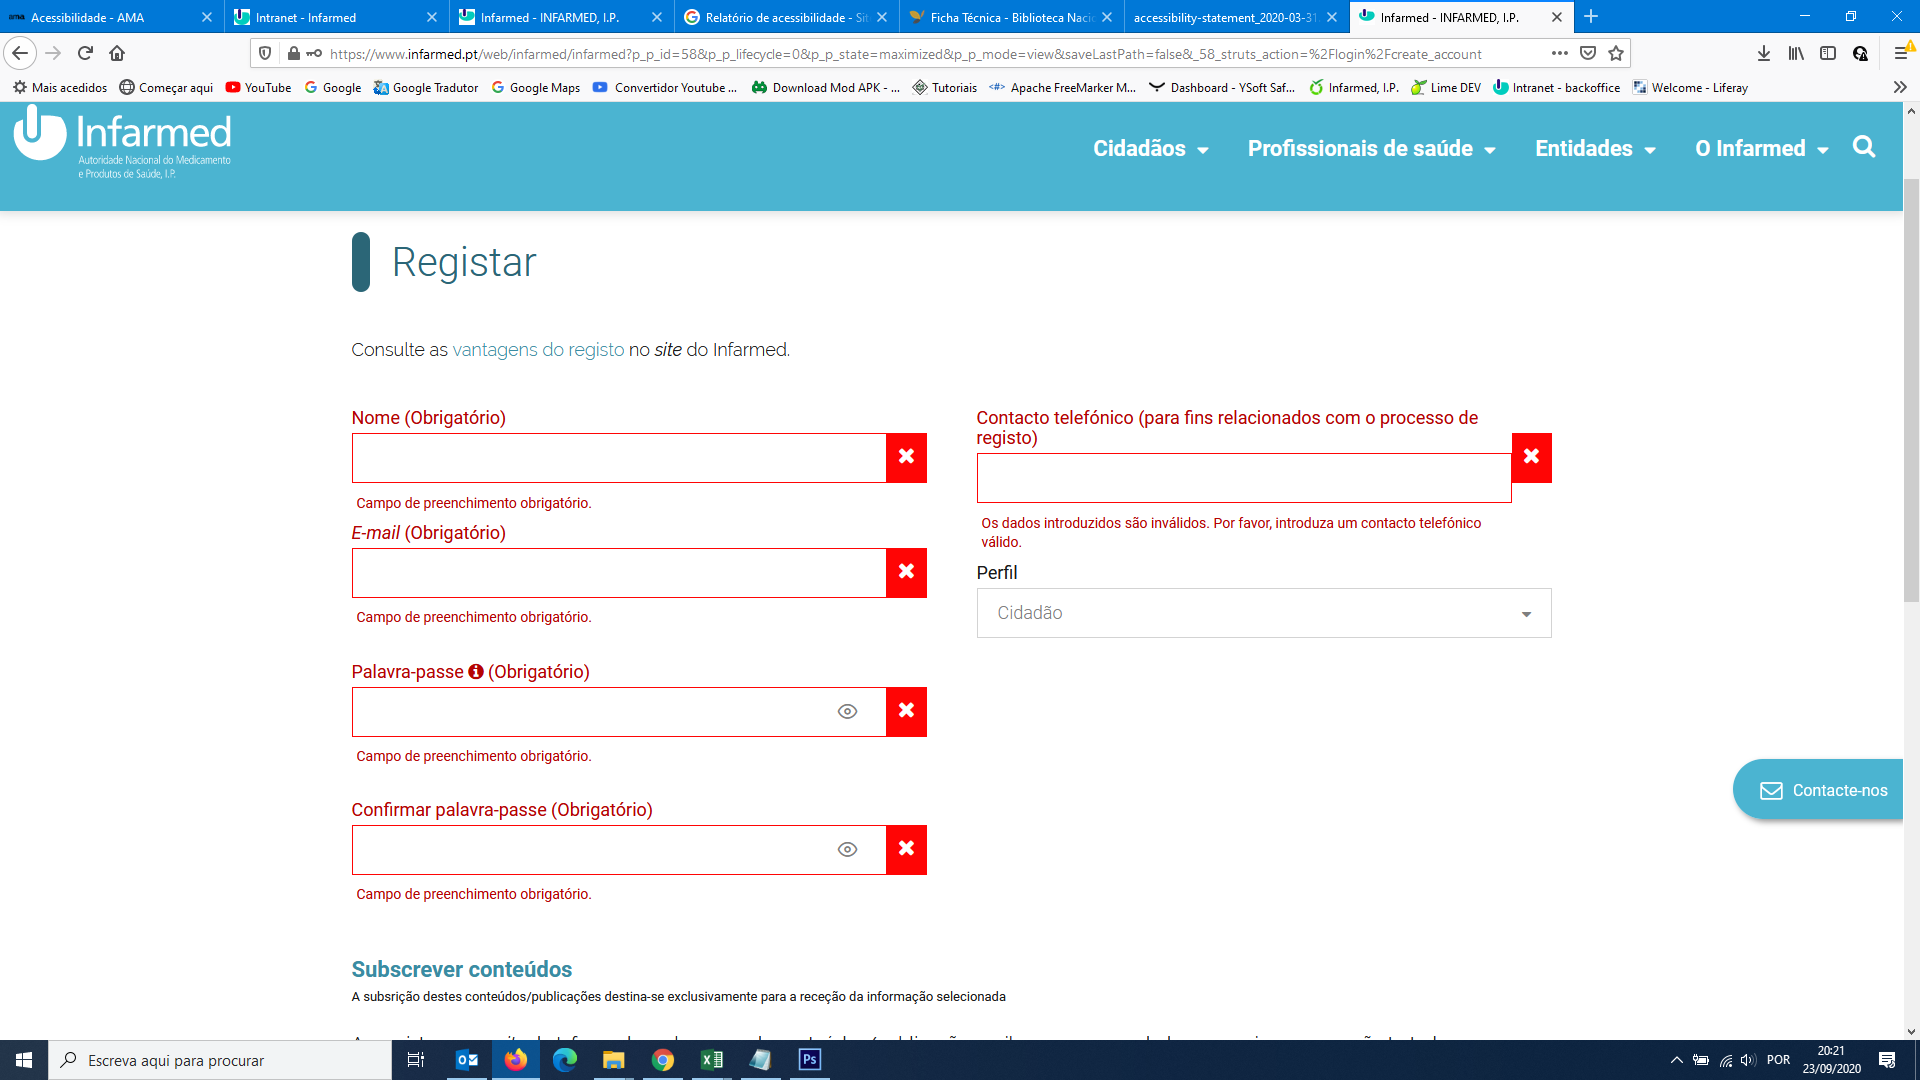 Acessibilidade - AMA
Intranet - Infarmed
Infarmed - INFARMED, I.P.
Relatório de acessibilidade - Sit
Ficha Técnica - Biblioteca Nacio
accessibility-statement_2020-03-31
Infarmed - INFARMED, I.P.
https://www.infarmed.pt/web/infarmed/infarmed?p_p_id=58&p_p_lifecycle=0&p_p_state=maximized&p_p_mode=view&saveLastPath=false&_58_struts_action=%2Flogin%2Fcreate_account
Mais acedidos
Começar aqui
YouTube
Google
Google Tradutor
Google Maps
Convertidor Youtube ...
Download Mod APK - ...
Tutoriais
Apache FreeMarker M...
Dashboard - YSoft Saf...
Infarmed, I.P.
Lime DEV
Intranet - backoffice
Welcome - Liferay
Infarmed
Autoridade Nacional do Medicamento
e Produtos de Saúde, I.P.
Cidadãos
Profissionais de saúde
Entidades
O Infarmed
Registar
Consulte as vantagens do registo no site do Infarmed.
Nome (Obrigatório)
Campo de preenchimento obrigatório.
E-mail (Obrigatório)
Campo de preenchimento obrigatório.
Palavra-passe (Obrigatório)
Campo de preenchimento obrigatório.
Confirmar palavra-passe (Obrigatório)
Campo de preenchimento obrigatório.
Contacto telefónico (para fins relacionados com o processo de
registo)
Os dados introduzidos são inválidos. Por favor, introduza um contacto telefónico
válido.
Perfil
Cidadão
Contacte-nos
Subscrever conteúdos
A subsrição destes conteúdos/publicações destina-se exclusivamente para a receção da informação selecionada
Escreva aqui para procurar
Ps
POR
20:21
23/09/2020